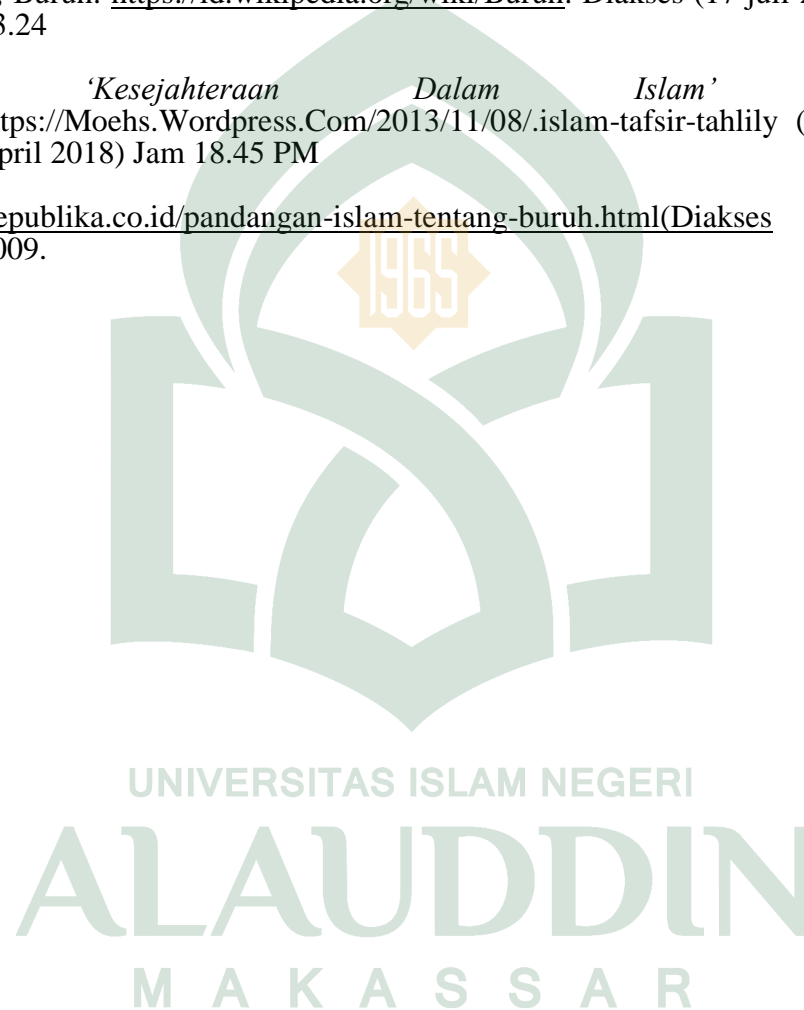 Buruh. https://id.wikipedia.org/wiki/Buruh. Diakses (17 Juli
3.24
'Kesejahteraan Dalam Islam'
tps://Moehs.Wordpress.Com/2013/11/08/.islam-tafsir-tahlily (
pril 2018) Jam 18.45 PM
epublika.co.id/pandangan-islam-tentang-buruh.html(Diakses
009.
1965
UNIVERSITAS ISLAM NEGERI
ALAUDDIN
MAKASSAR